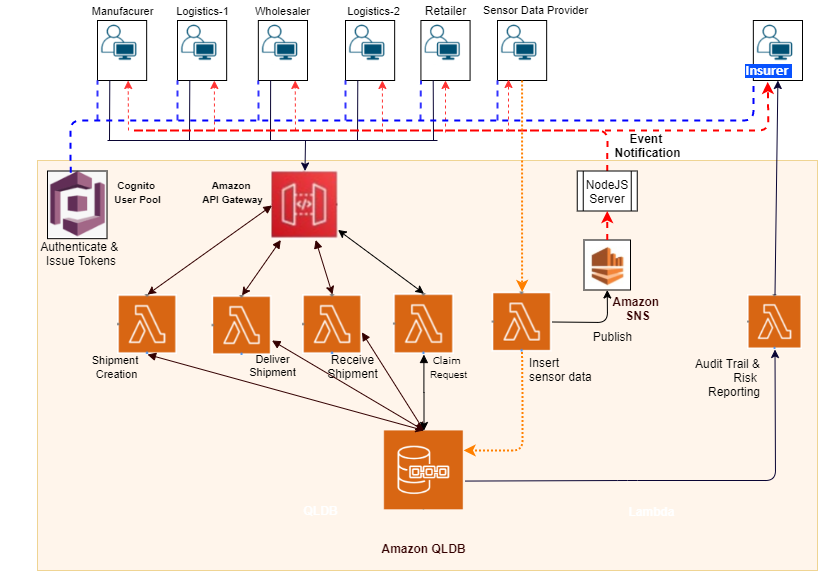 Manufacurer
Logistics-1
Wholesaler
Logistics-2
Retailer
Sensor Data Provider
Insurer
Event
Notification
Cognito
User Pool
Amazon
API Gateway
NodeJS
Server
Authenticate &
Issue Tokens
Amazon
SNS
Publish
Shipment
Creation
Deliver
Shipment
Receive
Shipment
Claim
Request
Insert
sensor data
Audit Trail &
Risk
Reporting
QLDB
Lambda
Amazon QLDB